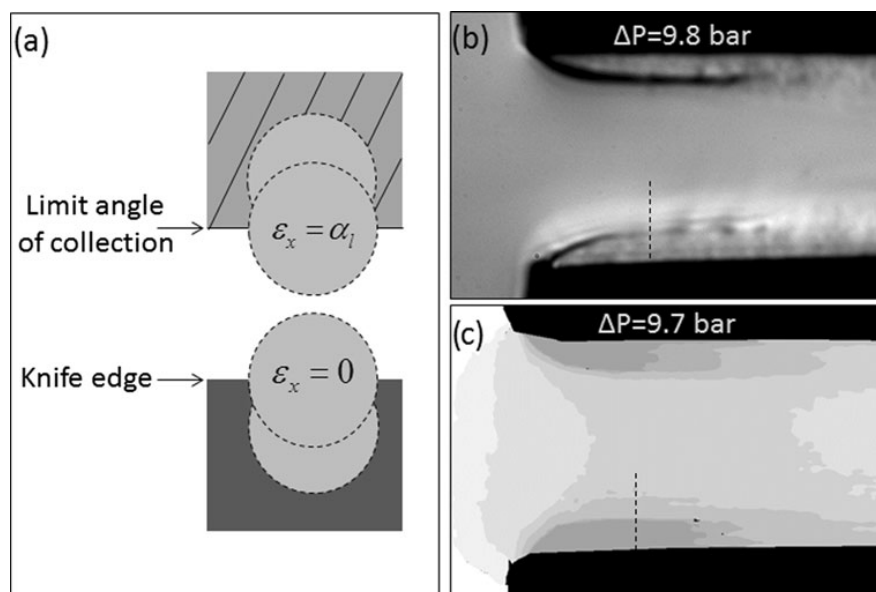 (a)
Limit angle
of collection
εₓ = αₗ
Knife edge
εₓ = 0
(b)
ΔP=9.8 bar
(c)
ΔP=9.7 bar